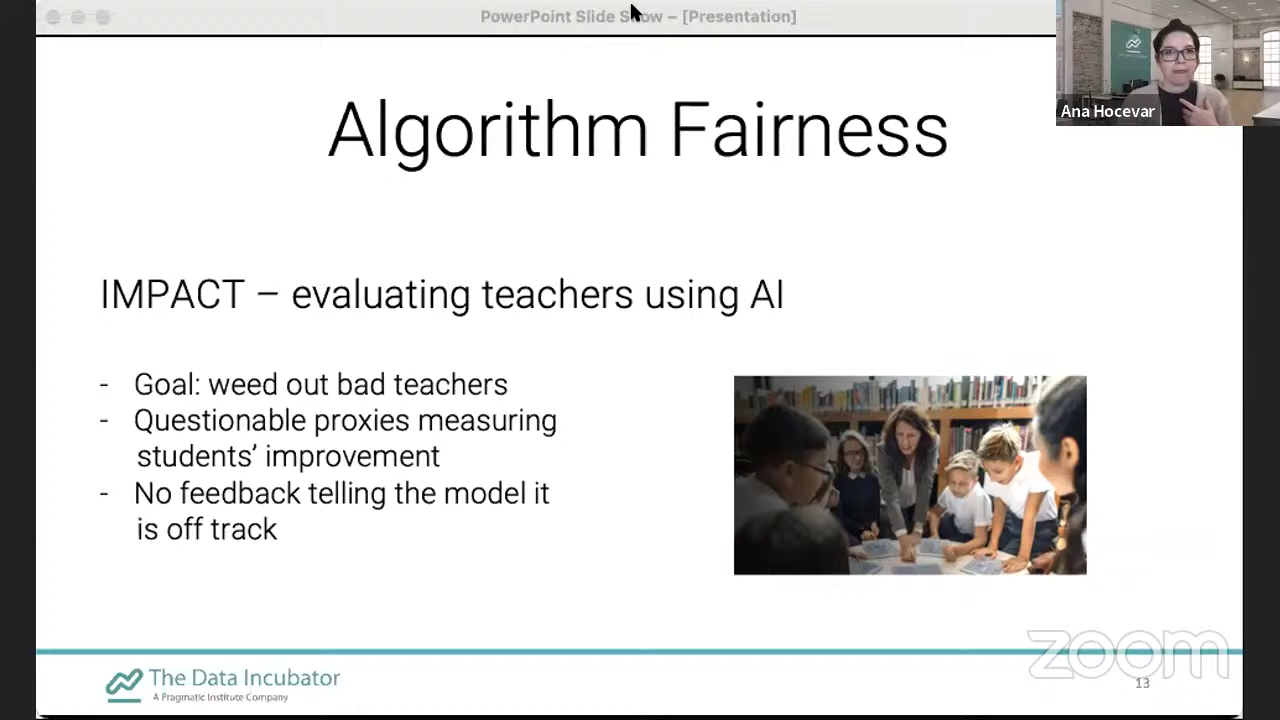 PowerPoint Slide Show – [Presentation]
Ana Hocevar
Algorithm Fairness
IMPACT – evaluating teachers using AI
- Goal: weed out bad teachers
- Questionable proxies measuring
students’ improvement
- No feedback telling the model it
is off track
zoom
The Data Incubator
A Pragmatic Institute Company
13